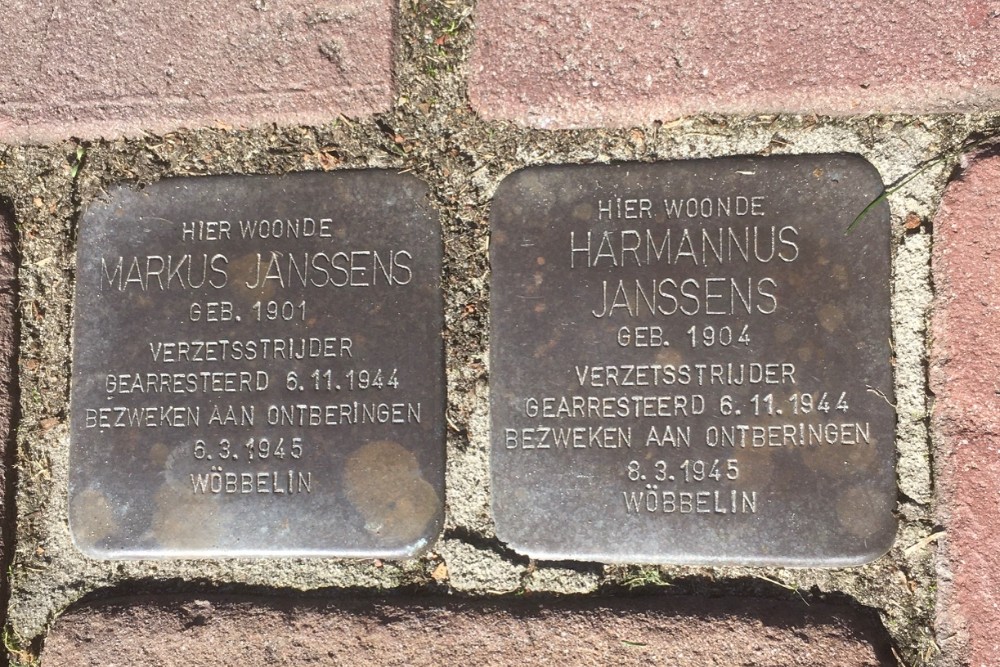 HIER WOONDE
MARKUS JANSSENS
GEB. 1901
VERZETSSTRIJDER
GEARRESTEERD 6.11.1944
BEZWEKEN AAN ONTBERINGEN
6.3.1945
WÖBBELIN
HIER WOONDE
HARMANNUS
JANSSENS
GEB. 1904
VERZETSSTRIJDER
GEARRESTEERD 6.11.1944
BEZWEKEN AAN ONTBERINGEN
8.3.1945
WÖBBELIN